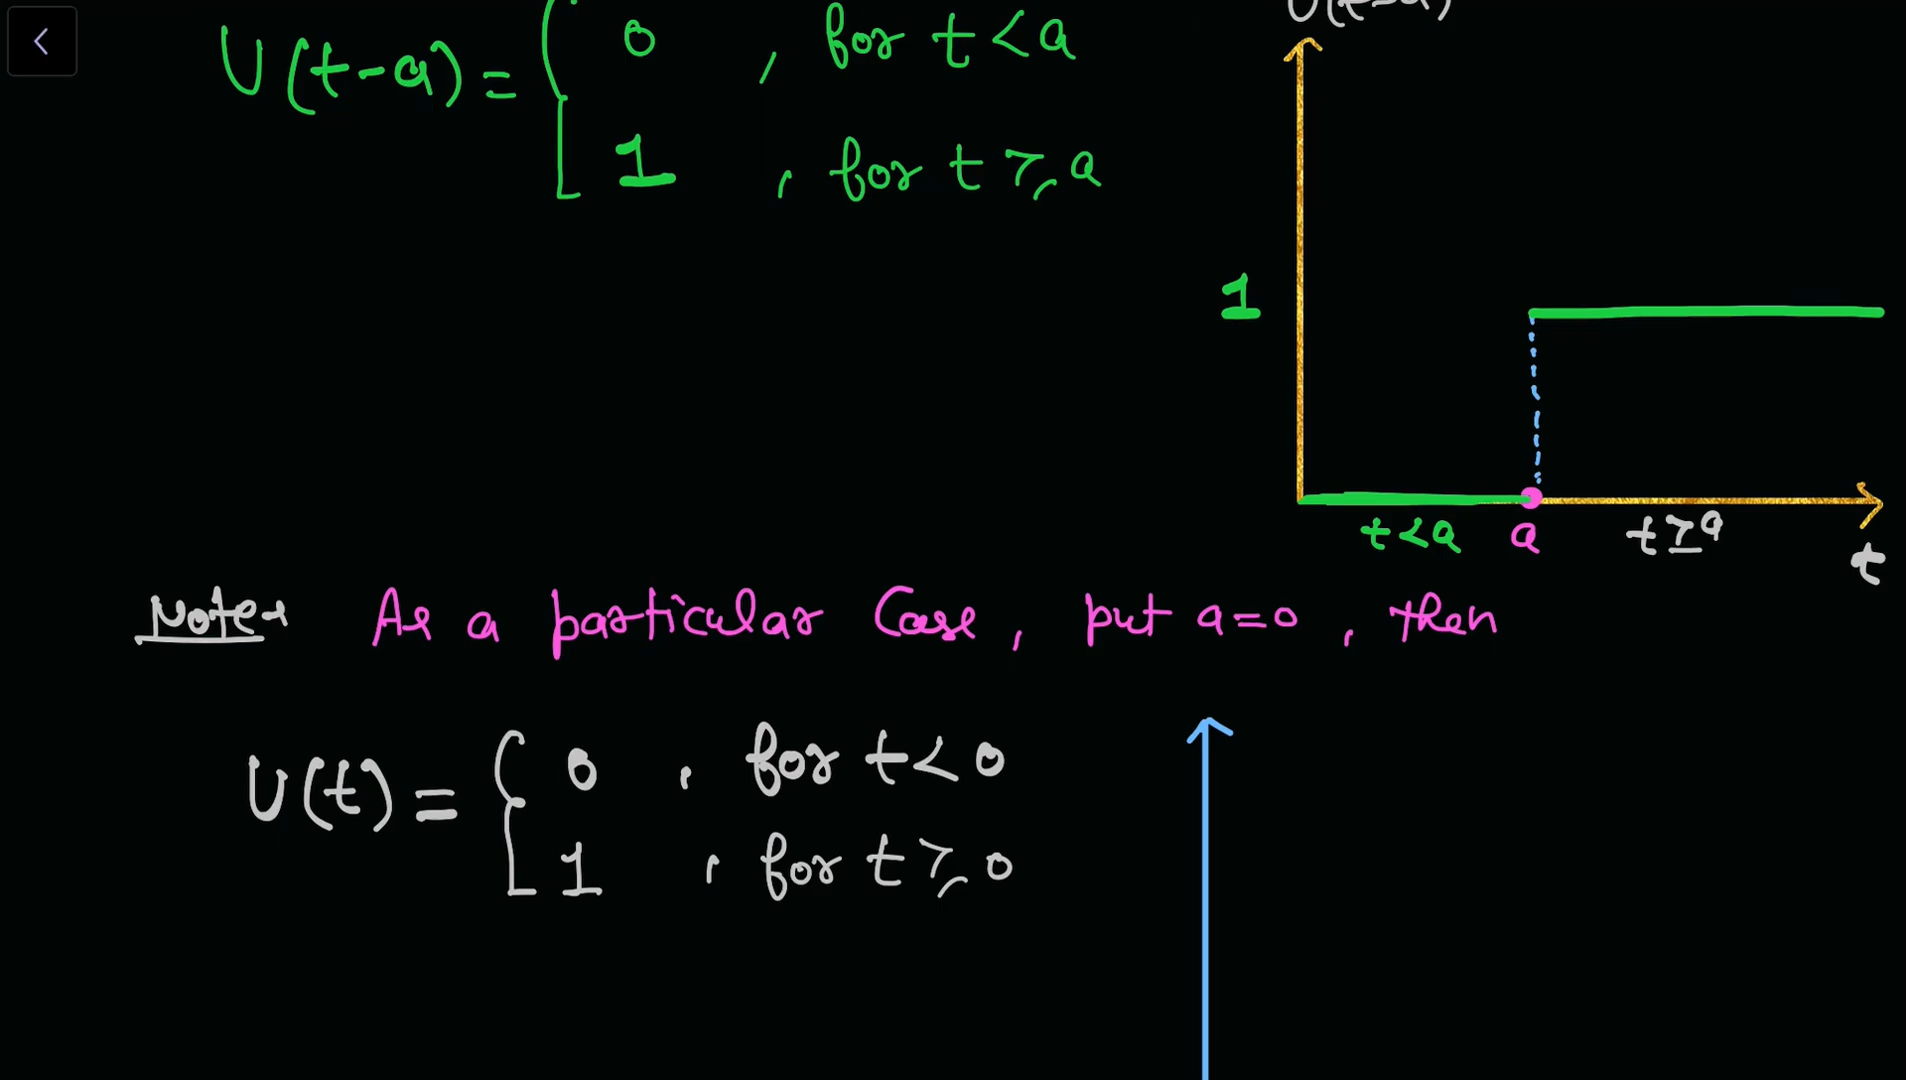 U(t-a)
U(t-a) = { 0 , for t<a
1 , for t≥a
1
t<a a t≥a
t
Note: As a particular Case, put a=0, then
U(t) = { 0 , for t<0
1 , for t≥0